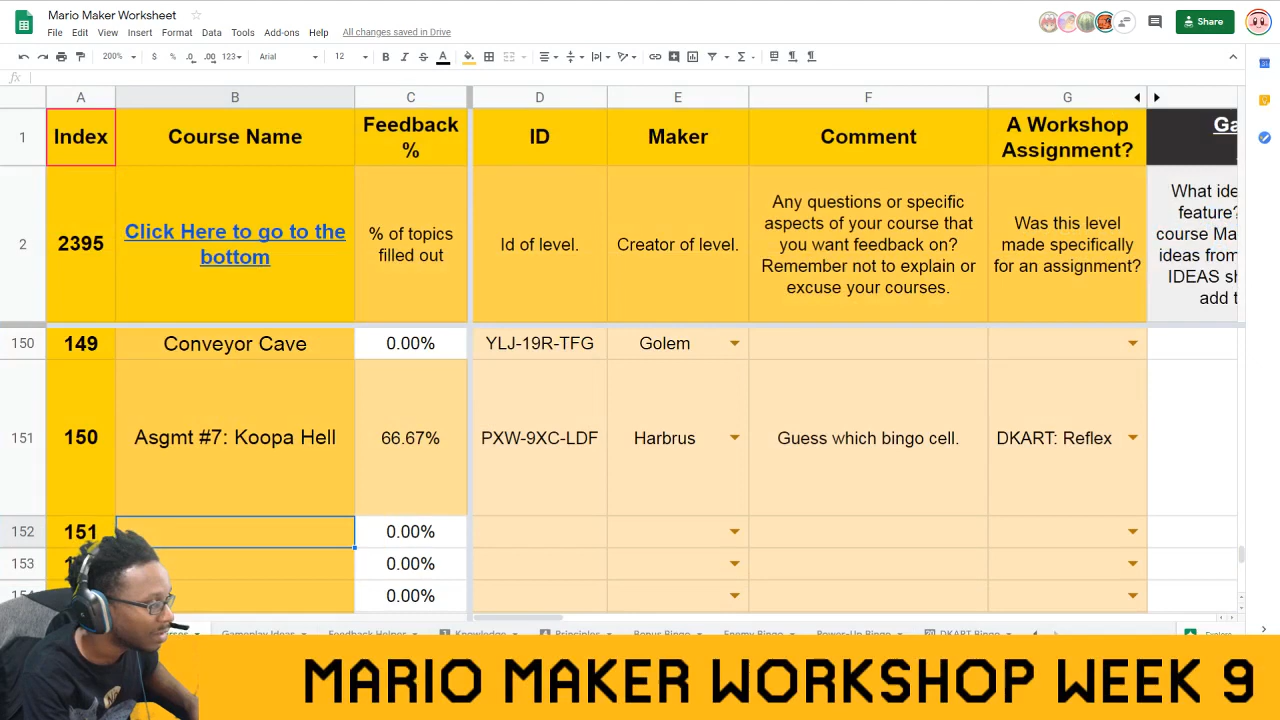 Mario Maker Worksheet
File Edit View Insert Format Data Tools Add-ons Help All changes saved in Drive
Share
200% $ % .0 .00 123 Arial 12 B I S A
fx
A B C D E F G
1 Index Course Name Feedback % ID Maker Comment A Workshop Assignment?
2 2395 Click Here to go to the bottom % of topics filled out Id of level. Creator of level. Any questions or specific aspects of your course that you want feedback on? Remember not to explain or excuse your courses. Was this level made specifically for an assignment?
What ide
feature?
course Ma
ideas from
IDEAS sh
add t
150 149 Conveyor Cave 0.00% YLJ-19R-TFG Golem
151 150 Asgmt #7: Koopa Hell 66.67% PXW-9XC-LDF Harbrus Guess which bingo cell. DKART: Reflex
152 151 0.00%
153 0.00%
0.00%
Gameplay Ideas Feedback Helper Knowledge Principles Bonus Bingo Enemy Bingo Power-Up Bingo DKART Bingo Explore
MARIO MAKER WORKSHOP WEEK 9